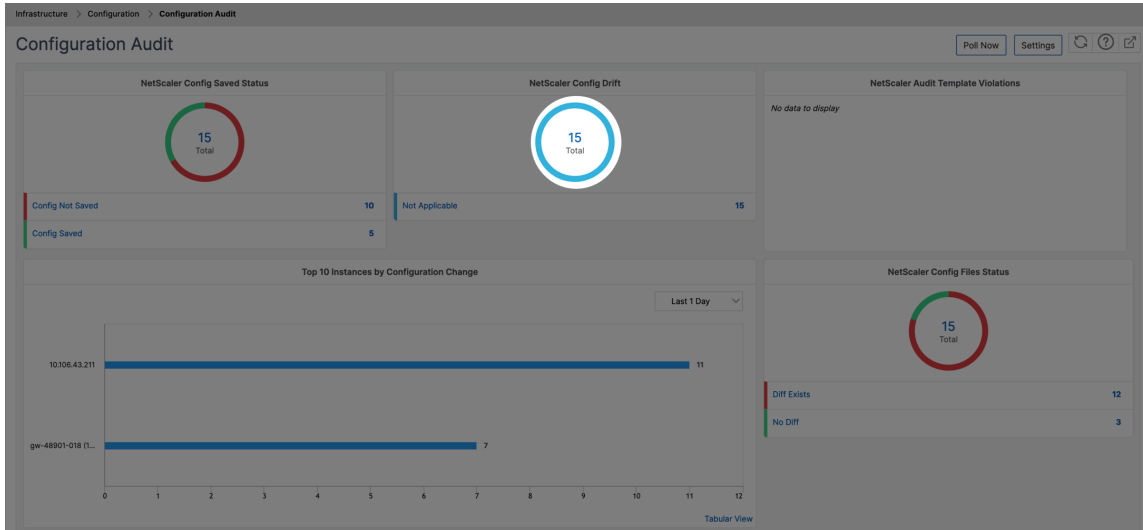 Infrastructure > Configuration > Configuration Audit
Configuration Audit
Poll Now
Settings
NetScaler Config Saved Status
15
Total
Config Not Saved 10
Config Saved 5
NetScaler Config Drift
15
Total
Not Applicable 15
NetScaler Audit Template Violations
No data to display
Top 10 Instances by Configuration Change
Last 1 Day
10.106.43.211 11
gw-48901-018 (1... 7
0 1 2 3 4 5 6 7 8 9 10 11 12
Tabular View
NetScaler Config Files Status
15
Total
Diff Exists 12
No Diff 3